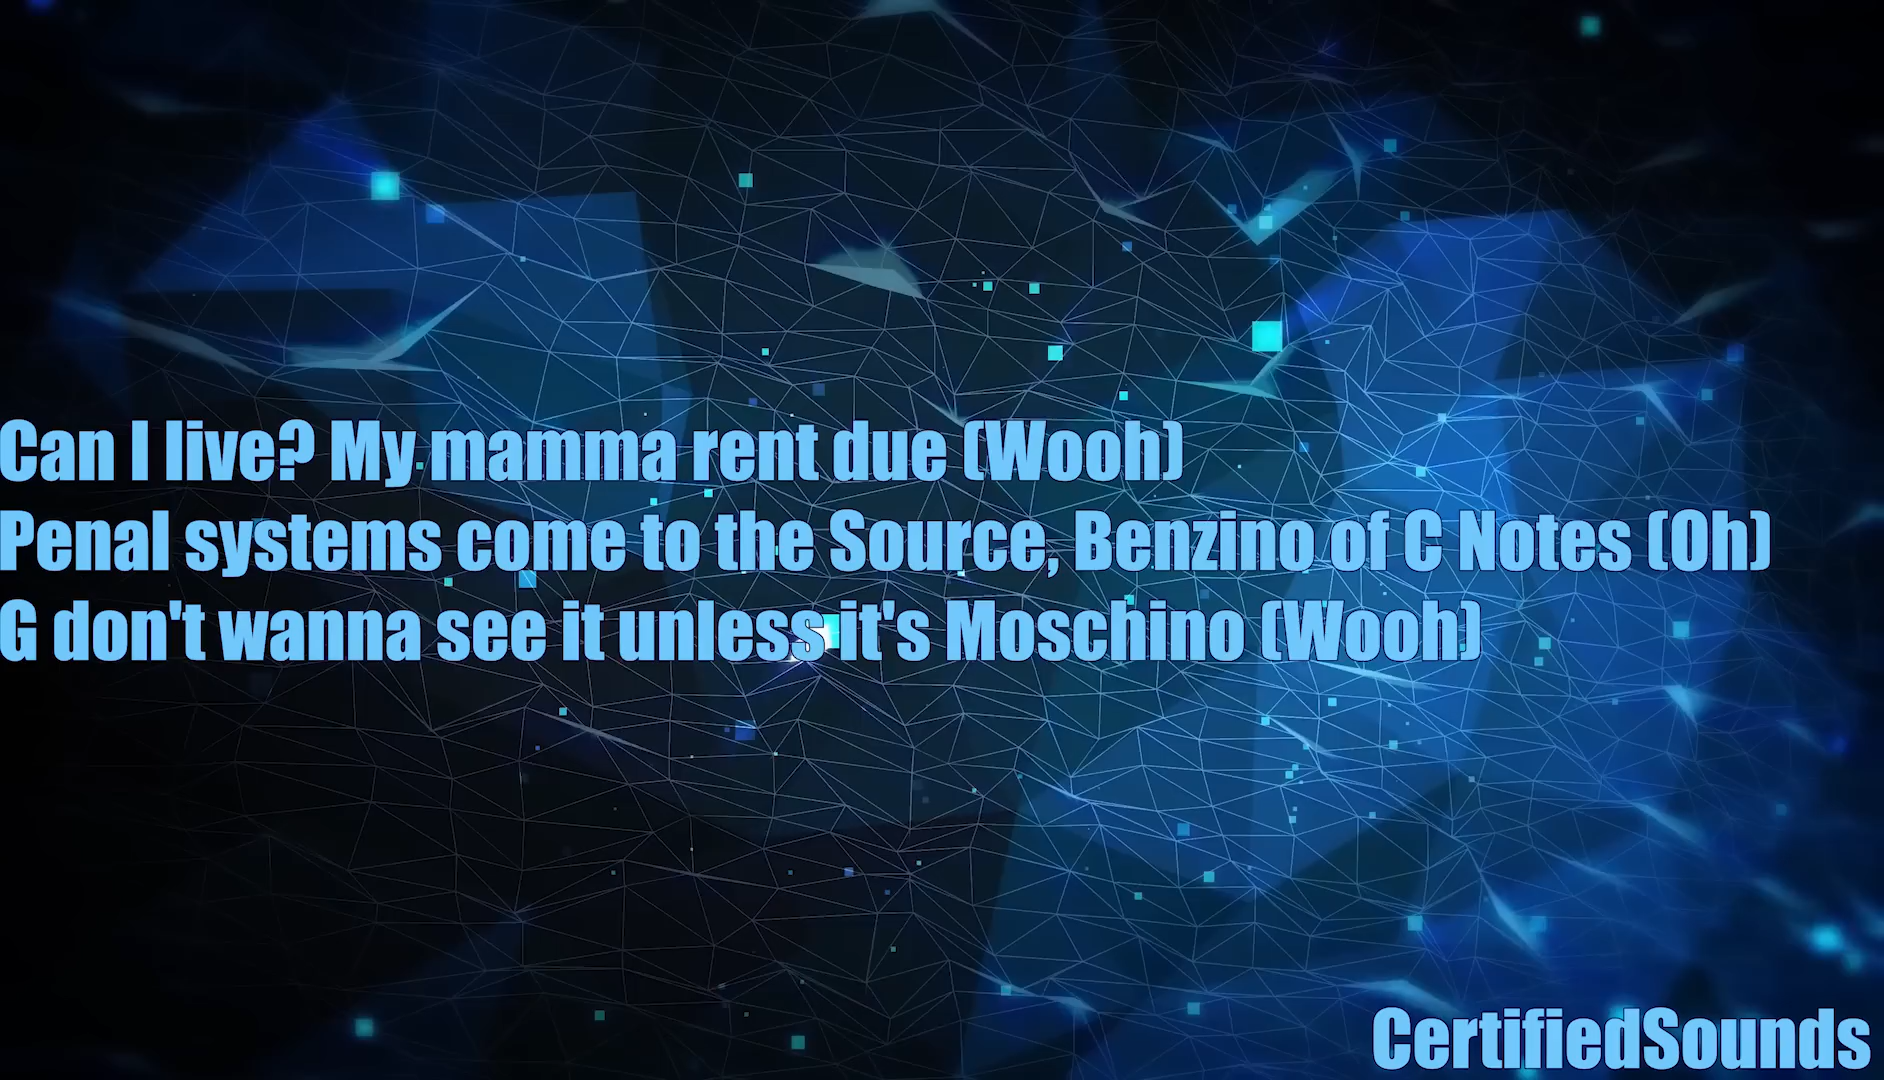 Can I live? My mamma rent due (Wooh)
Penal systems come to the Source, Benzino of C Notes (Oh)
G don't wanna see it unless it's Moschino (Wooh)
CertifiedSounds